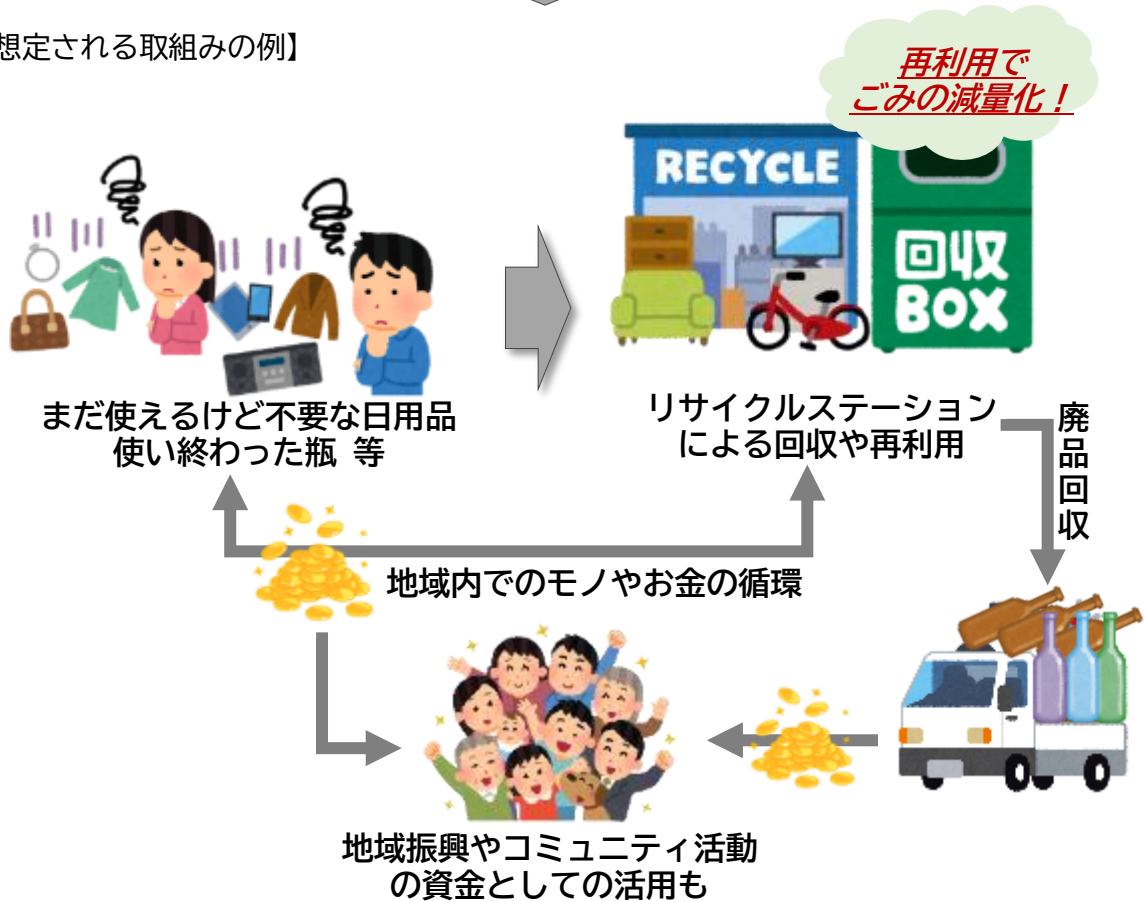 想定される取組みの例】
再利用で
ごみの減量化！
RECYCLE
回収
BOX
まだ使えるけど不要な日用品
使い終わった瓶 等
リサイクルステーション
による回収や再利用
廃品回収
地域内でのモノやお金の循環
地域振興やコミュニティ活動
の資金としての活用も